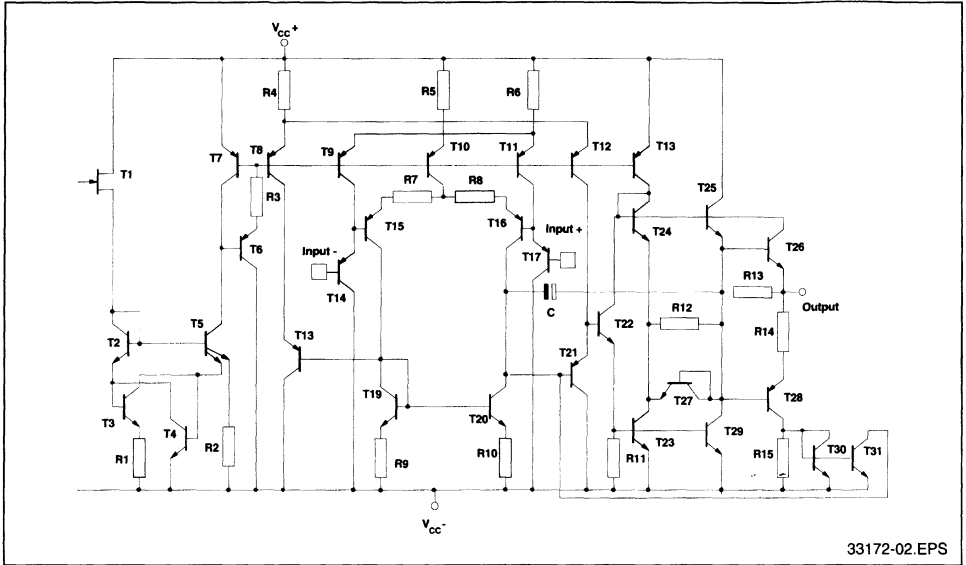 VCC+
R4
R5
R6
T7
T8
T9
T10
T11
T12
T13
T1
R3
R7
R8
T25
T15
T16
Input +
T24
T26
T6
Input -
T17
T14
R13
Output
C
R12
R14
T2
T5
T13
T22
T21
T27
T28
T3
T4
T19
T20
T23
T29
R1
R2
R9
R10
R11
R15
T30
T31
VCC-
33172-02.EPS